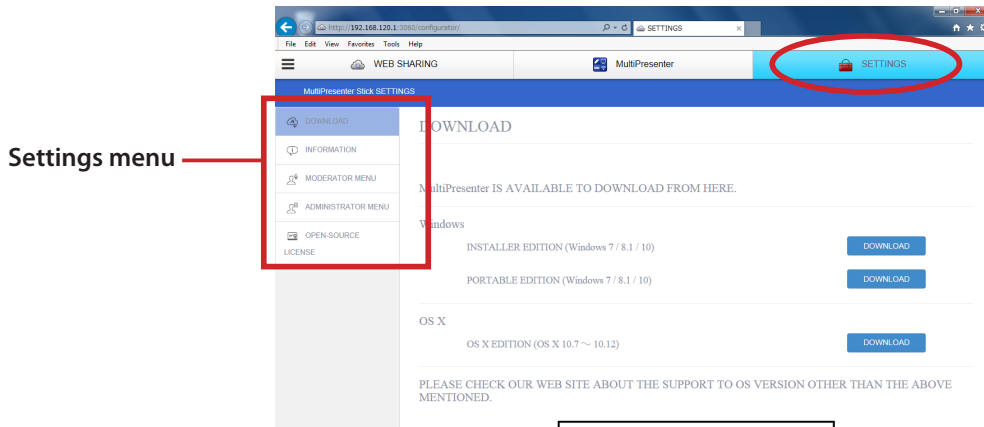 http://192.168.120.1:3060/configurator/
SETTINGS
File Edit View Favorites Tools Help
WEB SHARING
MultiPresenter
SETTINGS
MultiPresenter Stick SETTINGS
Settings menu
DOWNLOAD
INFORMATION
MODERATOR MENU
ADMINISTRATOR MENU
OPEN-SOURCE
LICENSE
DOWNLOAD
MultiPresenter IS AVAILABLE TO DOWNLOAD FROM HERE.
Windows
INSTALLER EDITION (Windows 7 / 8.1 / 10)
DOWNLOAD
PORTABLE EDITION (Windows 7 / 8.1 / 10)
DOWNLOAD
OS X
OS X EDITION (OS X 10.7 ~ 10.12)
DOWNLOAD
PLEASE CHECK OUR WEB SITE ABOUT THE SUPPORT TO OS VERSION OTHER THAN THE ABOVE
MENTIONED.